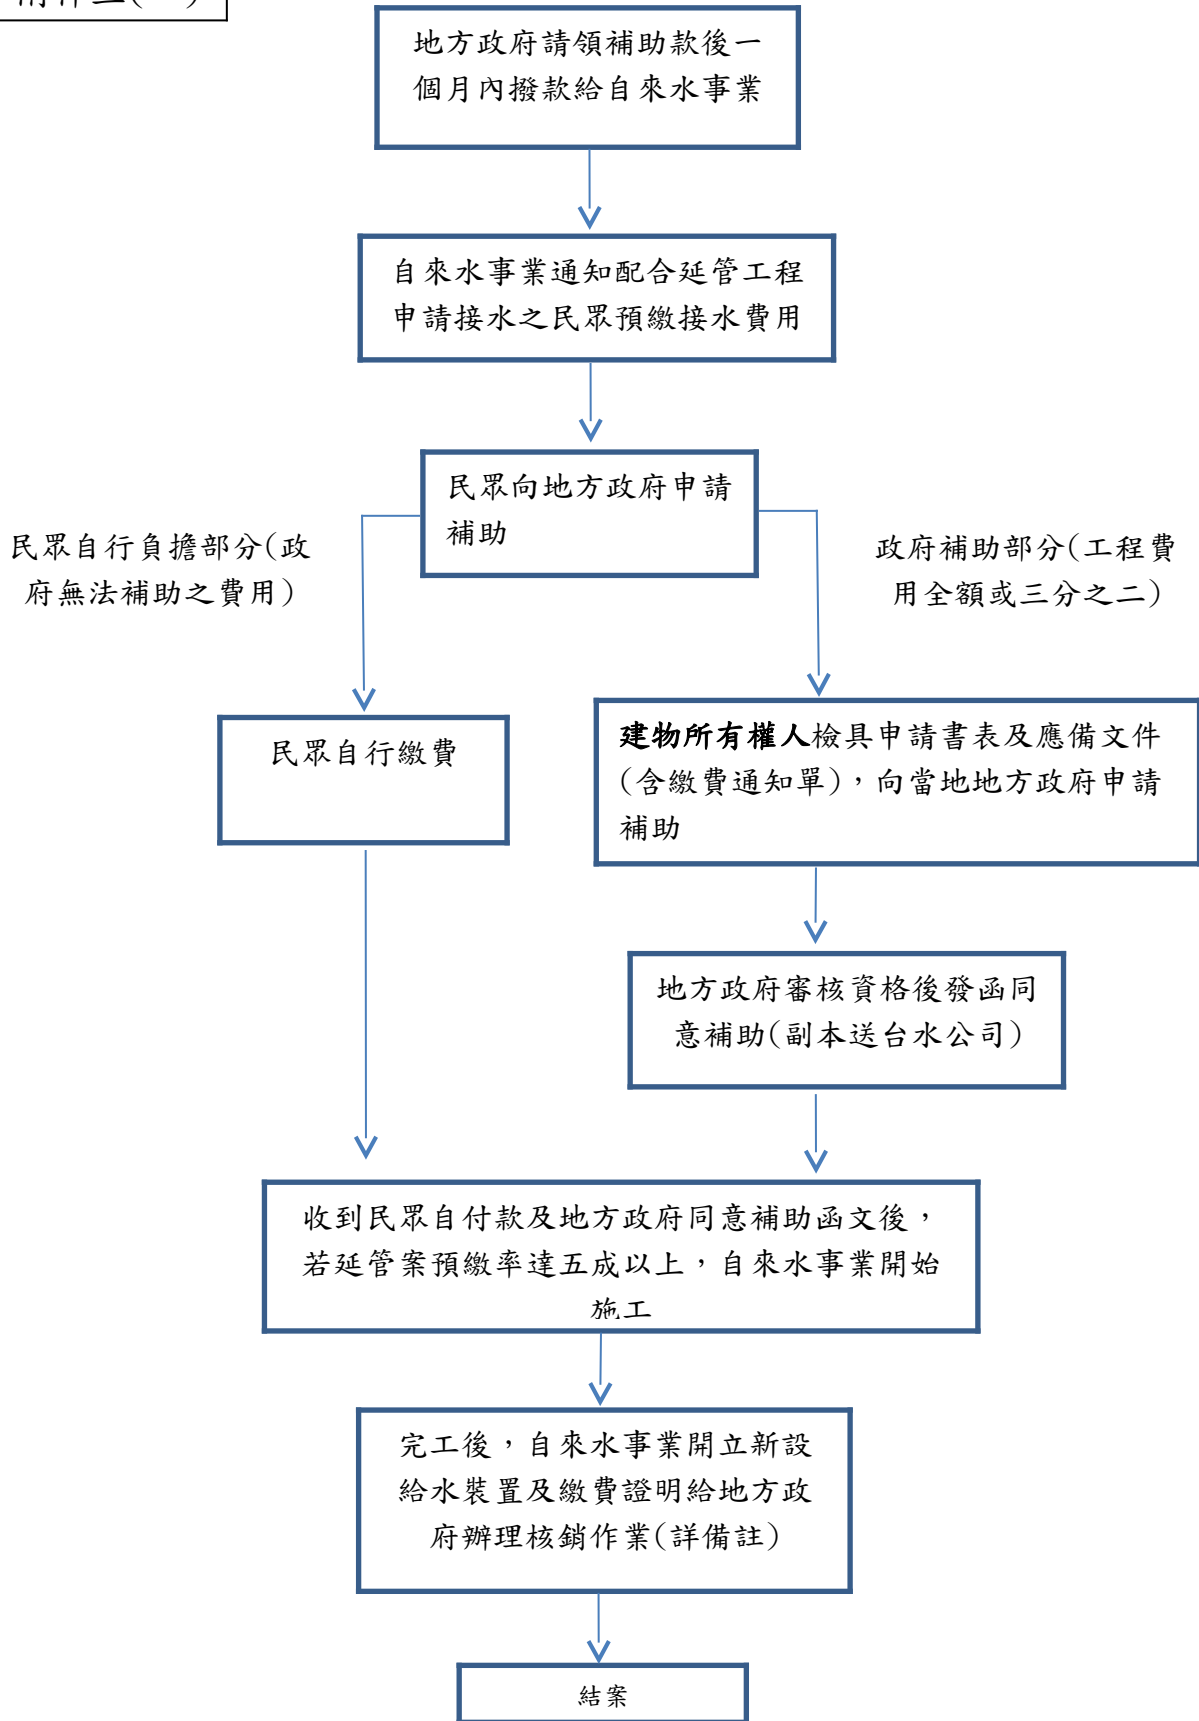 地方政府請領補助款後一
個月內撥款給自來水事業
自來水事業通知配合延管工程
申請接水之民眾預繳接水費用
民眾向地方政府申請
補助
民眾自行負擔部分(政
府無法補助之費用)
政府補助部分(工程費
用全額或三分之二)
民眾自行繳費
建物所有權人檢具申請書表及應備文件
(含繳費通知單)，向當地地方政府申請
補助
地方政府審核資格後發函同
意補助(副本送台水公司)
收到民眾自付款及地方政府同意補助函文後，
若延管案預繳率達五成以上，自來水事業開始
施工
完工後，自來水事業開立新設
給水裝置及繳費證明給地方政
府辦理核銷作業(詳備註)
結案